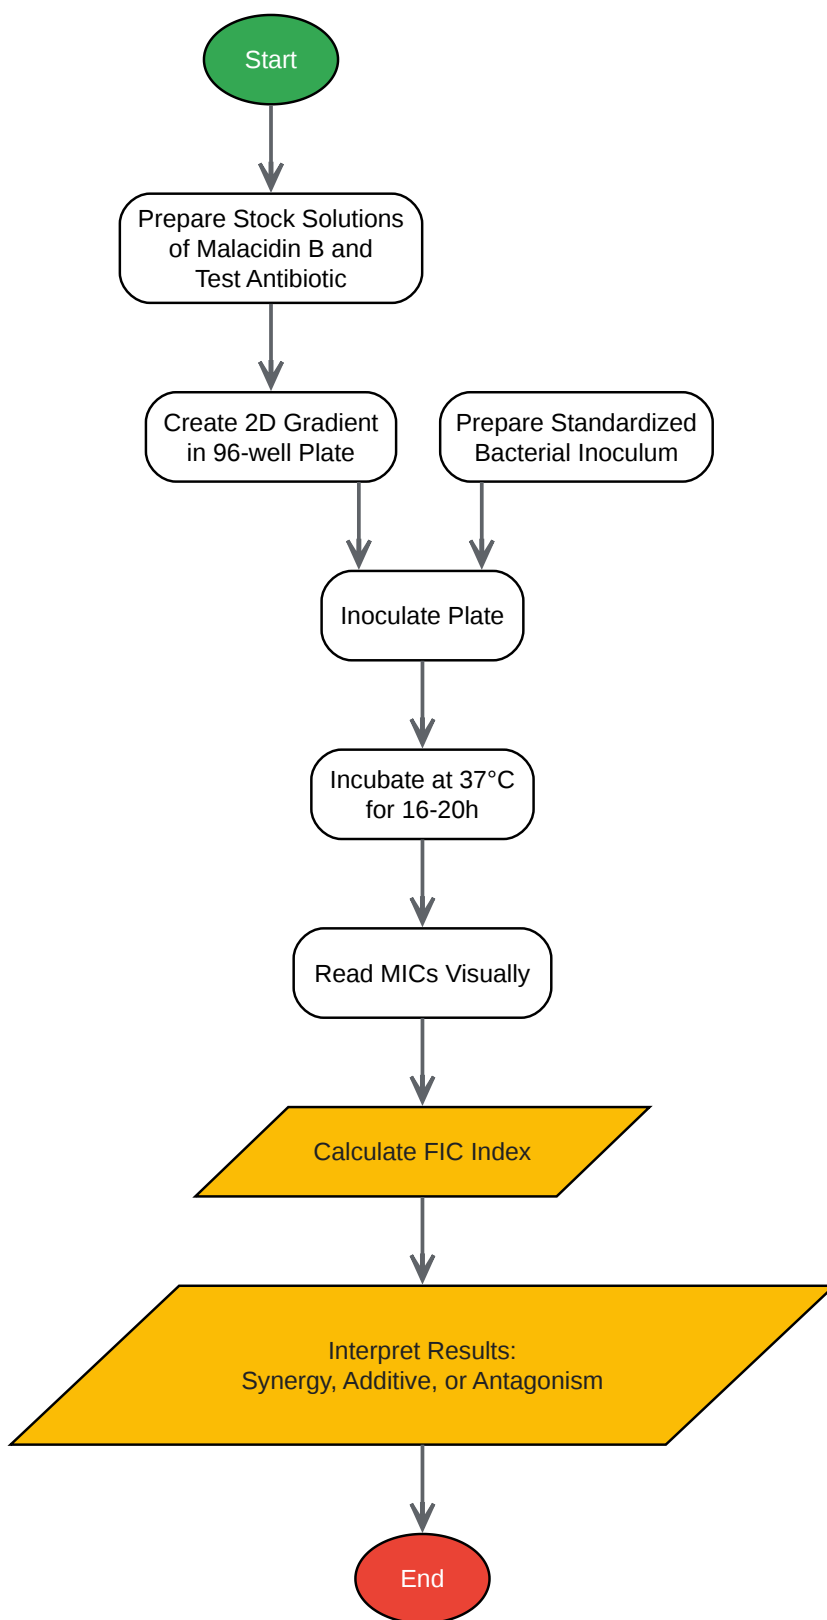 Start
Prepare Stock Solutions
of Malacidin B and
Test Antibiotic
Create 2D Gradient
in 96-well Plate
Prepare Standardized
Bacterial Inoculum
Inoculate Plate
Incubate at 37°C
for 16-20h
Read MICs Visually
Calculate FIC Index
Interpret Results:
Synergy, Additive, or Antagonism
End